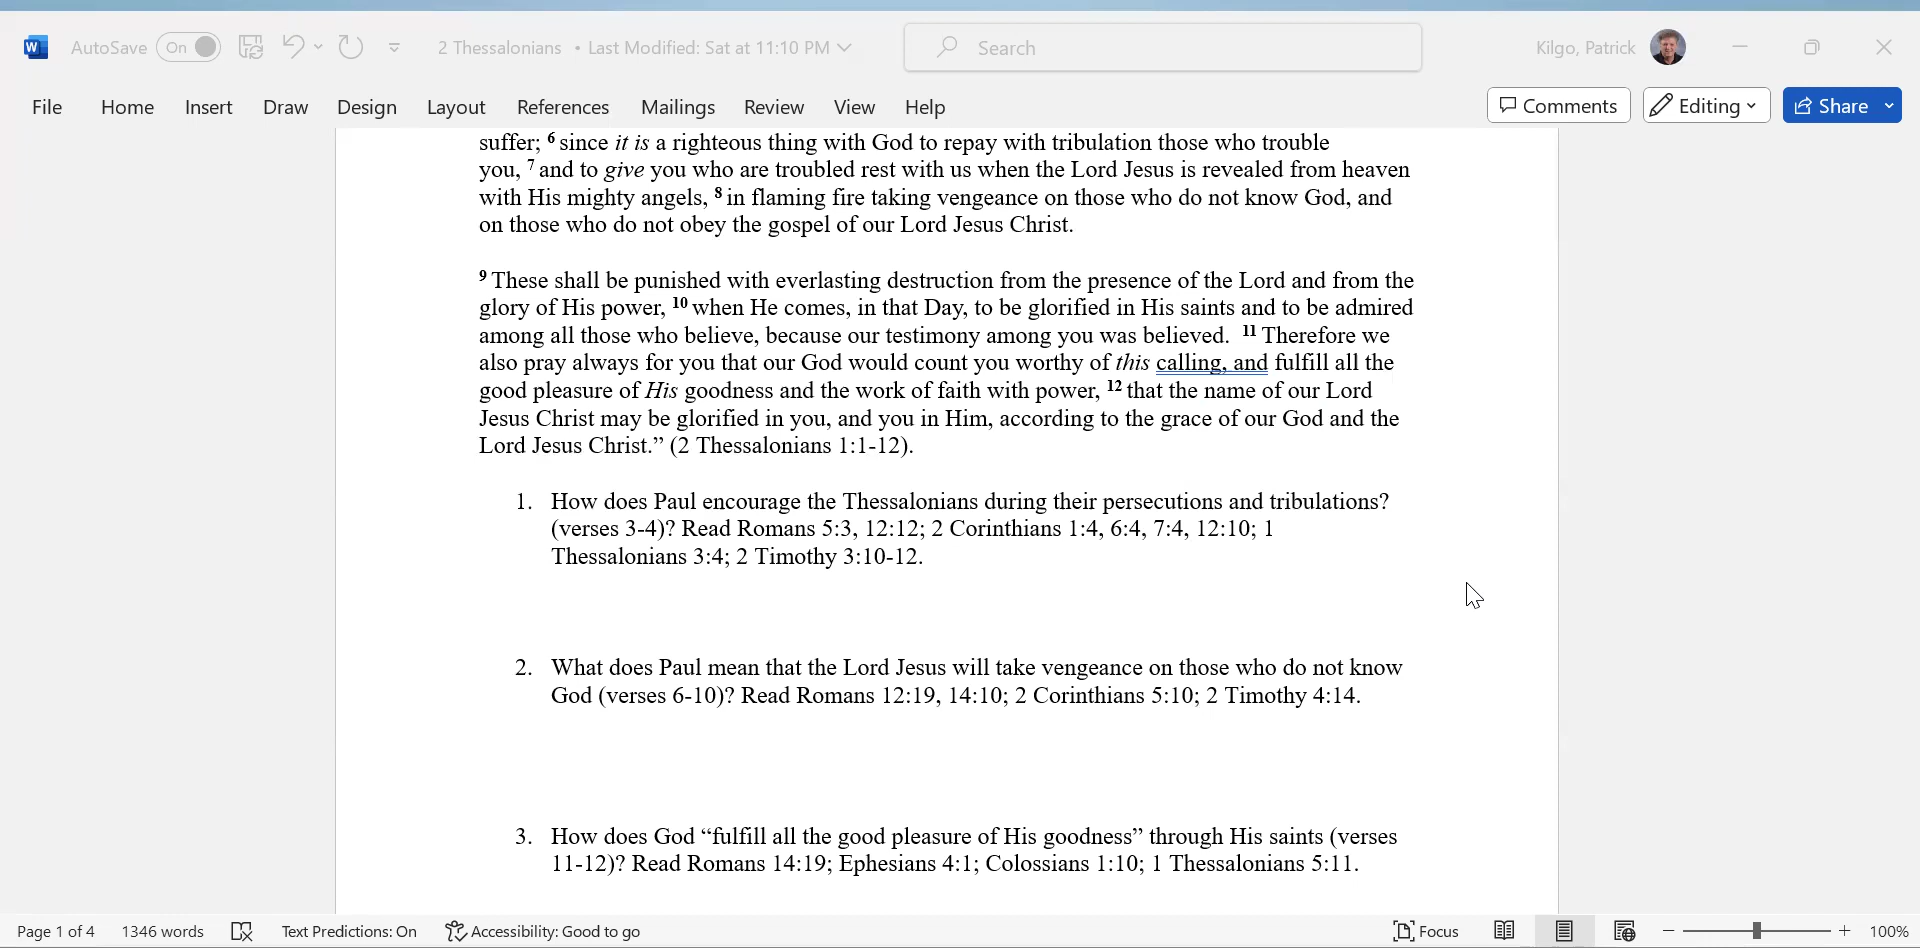 W AutoSave On 2 Thessalonians • Last Modified: Sat at 11:10 PM Search Kilgo, Patrick
File Home Insert Draw Design Layout References Mailings Review View Help Comments Editing Share
suffer; 6 since it is a righteous thing with God to repay with tribulation those who trouble
you, 7 and to give you who are troubled rest with us when the Lord Jesus is revealed from heaven
with His mighty angels, 8 in flaming fire taking vengeance on those who do not know God, and
on those who do not obey the gospel of our Lord Jesus Christ.
9 These shall be punished with everlasting destruction from the presence of the Lord and from the
glory of His power, 10 when He comes, in that Day, to be glorified in His saints and to be admired
among all those who believe, because our testimony among you was believed. 11 Therefore we
also pray always for you that our God would count you worthy of this calling, and fulfill all the
good pleasure of His goodness and the work of faith with power, 12 that the name of our Lord
Jesus Christ may be glorified in you, and you in Him, according to the grace of our God and the
Lord Jesus Christ.” (2 Thessalonians 1:1-12).
1. How does Paul encourage the Thessalonians during their persecutions and tribulations?
(verses 3-4)? Read Romans 5:3, 12:12; 2 Corinthians 1:4, 6:4, 7:4, 12:10; 1
Thessalonians 3:4; 2 Timothy 3:10-12.
2. What does Paul mean that the Lord Jesus will take vengeance on those who do not know
God (verses 6-10)? Read Romans 12:19, 14:10; 2 Corinthians 5:10; 2 Timothy 4:14.
3. How does God “fulfill all the good pleasure of His goodness” through His saints (verses
11-12)? Read Romans 14:19; Ephesians 4:1; Colossians 1:10; 1 Thessalonians 5:11.
Page 1 of 4 1346 words Text Predictions: On Accessibility: Good to go Focus 100%